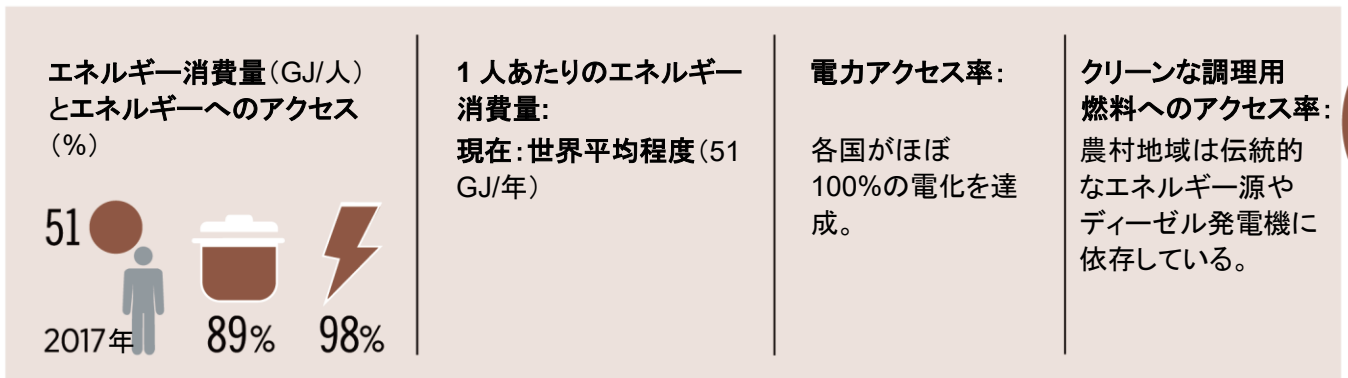 エネルギー消費量（GJ/人）
とエネルギーへのアクセス
（%）
51
2017年
89%
98%
1 人あたりのエネルギー
消費量:
現在：世界平均程度（51
GJ/年）
電力アクセス率：
各国がほぼ
100%の電化を達
成。
クリーンな調理用
燃料へのアクセス率：
農村地域は伝統的
なエネルギー源や
ディーゼル発電機に
依存している。